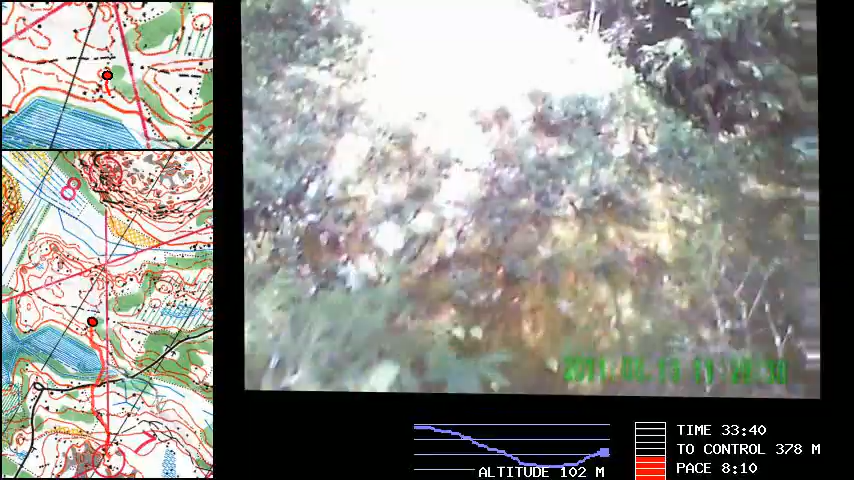 TIME 33:40
TO CONTROL 378 M
ALTITUDE 102 M
PACE 8:10